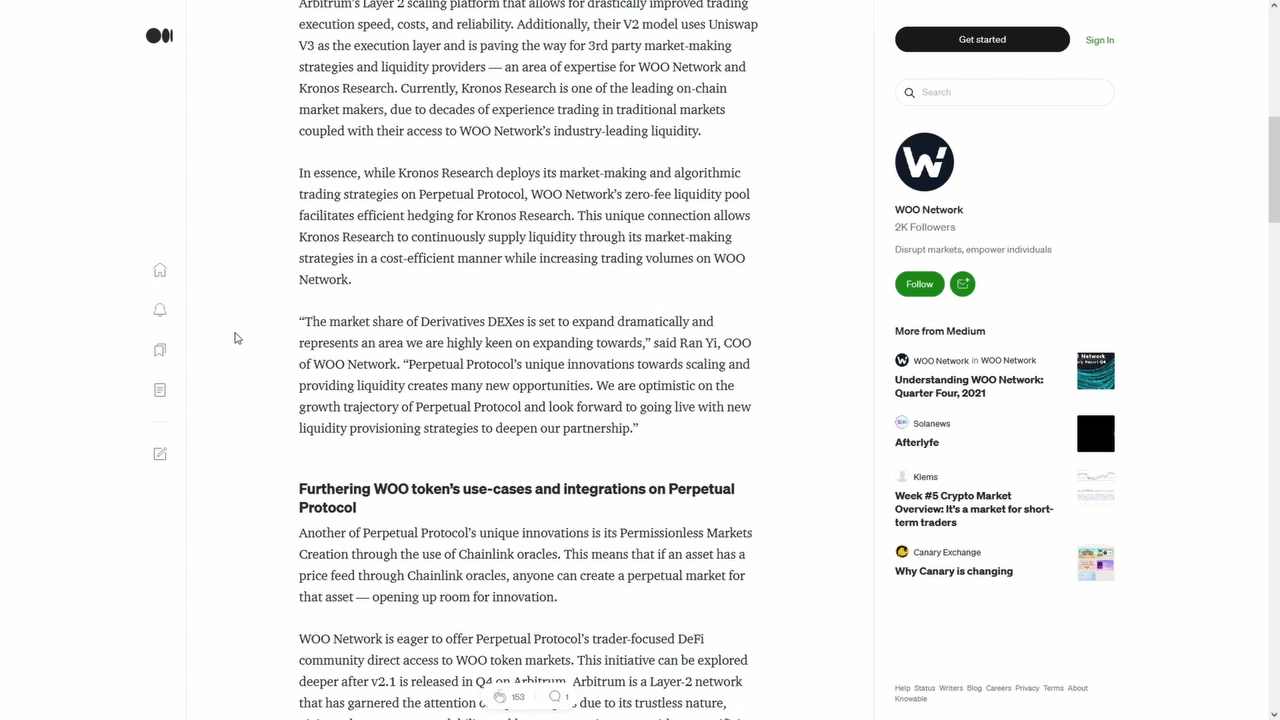 Arbitrum's Layer 2 scaling platform that allows for drastically improved trading
execution speed, costs, and reliability. Additionally, their V2 model uses Uniswap
V3 as the execution layer and is paving the way for 3rd party market-making
strategies and liquidity providers — an area of expertise for WOO Network and
Kronos Research. Currently, Kronos Research is one of the leading on-chain
market makers, due to decades of experience trading in traditional markets
coupled with their access to WOO Network's industry-leading liquidity.
In essence, while Kronos Research deploys its market-making and algorithmic
trading strategies on Perpetual Protocol, WOO Network's zero-fee liquidity pool
facilitates efficient hedging for Kronos Research. This unique connection allows
Kronos Research to continuously supply liquidity through its market-making
strategies in a cost-efficient manner while increasing trading volumes on WOO
Network.
“The market share of Derivatives DEXes is set to expand dramatically and
represents an area we are highly keen on expanding towards,” said Ran Yi, COO
of WOO Network. “Perpetual Protocol's unique innovations towards scaling and
providing liquidity creates many new opportunities. We are optimistic on the
growth trajectory of Perpetual Protocol and look forward to going live with new
liquidity provisioning strategies to deepen our partnership.”
Furthering WOO token's use-cases and integrations on Perpetual
Protocol
Another of Perpetual Protocol's unique innovations is its Permissionless Markets
Creation through the use of Chainlink oracles. This means that if an asset has a
price feed through Chainlink oracles, anyone can create a perpetual market for
that asset — opening up room for innovation.
WOO Network is eager to offer Perpetual Protocol's trader-focused DeFi
community direct access to WOO token markets. This initiative can be explored
deeper after v2.1 is released in Q4 on Arbitrum. Arbitrum is a Layer-2 network
that has garnered the attention of due to its trustless nature,
153
1
Get started
Sign In
Search
WOO Network
2K Followers
Disrupt markets, empower individuals
Follow
More from Medium
WOO Network in WOO Network
Understanding WOO Network:
Quarter Four, 2021
Solanews
Afterlyfe
Klems
Week #5 Crypto Market
Overview: It's a market for short-
term traders
Canary Exchange
Why Canary is changing
Help Status Writers Blog Careers Privacy Terms About
Knowable